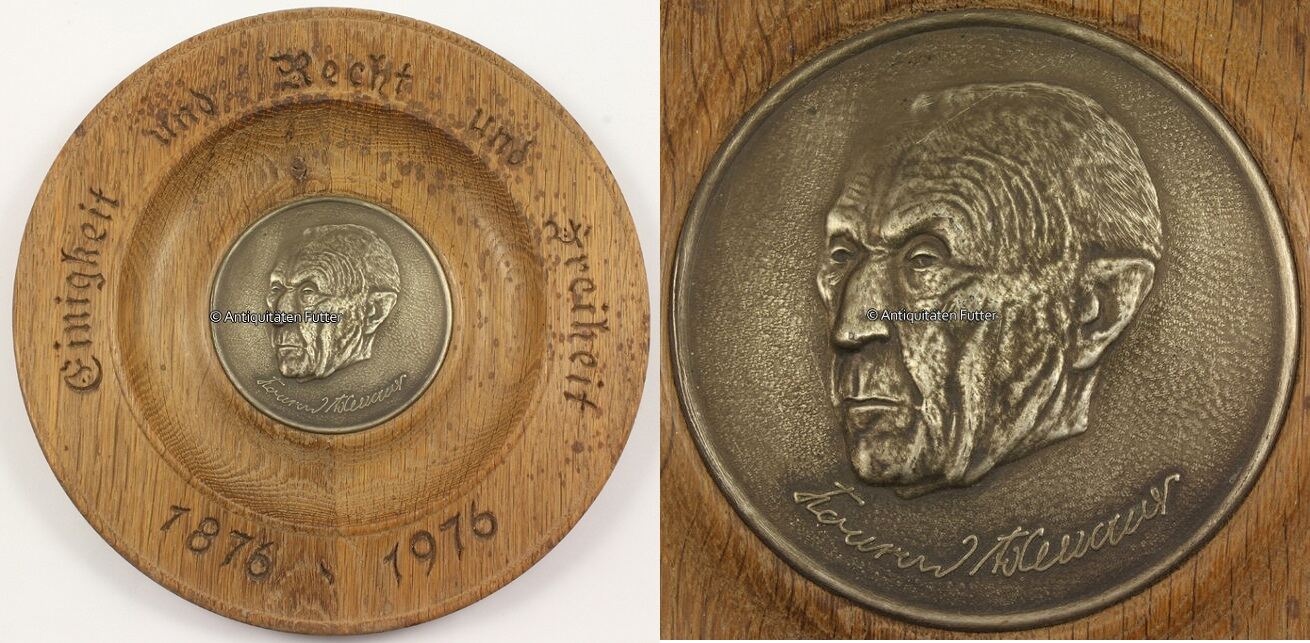 Einigkeit und Recht und Freiheit
1876 - 1976
© Antiquitäten Futter
Konrad Adenauer
© Antiquitäten Futter
Konrad Adenauer